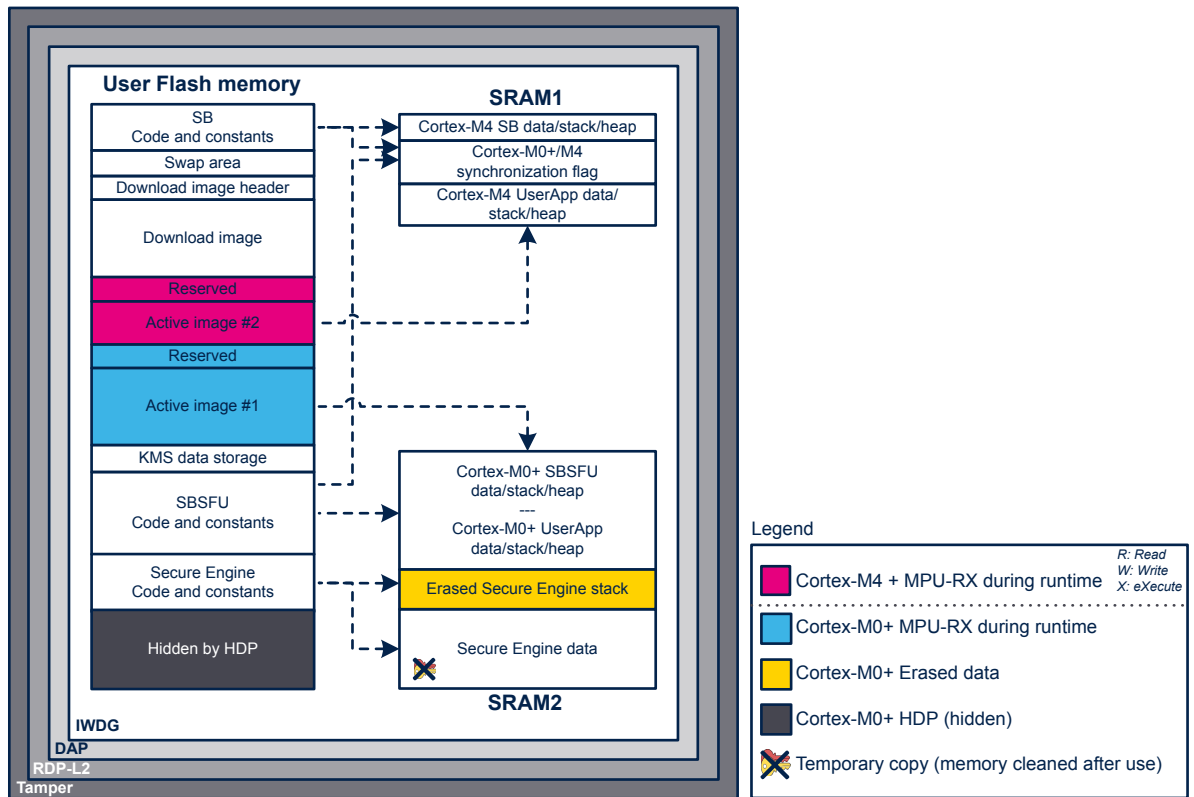 User Flash memory
SB
Code and constants
Swap area
Download image header
Download image
Reserved
Active image #2
Reserved
Active image #1
KMS data storage
SBSFU
Code and constants
Secure Engine
Code and constants
Hidden by HDP
SRAM1
Cortex-M4 SB data/stack/heap
Cortex-M0+/M4
synchronization flag
Cortex-M4 UserApp data/
stack/heap
Cortex-M0+ SBSFU
data/stack/heap
---
Cortex-M0+ UserApp
data/stack/heap
Erased Secure Engine stack
Secure Engine data
SRAM2
IWDG
DAP
RDP-L2
Tamper
Legend
R: Read
W: Write
X: eXecute
Cortex-M4 + MPU-RX during runtime
Cortex-M0+ MPU-RX during runtime
Cortex-M0+ Erased data
Cortex-M0+ HDP (hidden)
Temporary copy (memory cleaned after use)